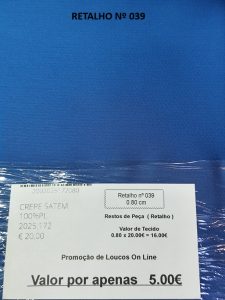 RETALHO Nº 039
Retalho nº 039
0.80 cm
CREPE SATEM
100%PL
2025.172
€ 20,00
Restos de Peça ( Retalho )
Valor de Tecido
0.80 x 20.00€ = 16.00€
Promoção de Loucos On Line
Valor por apenas 5.00€